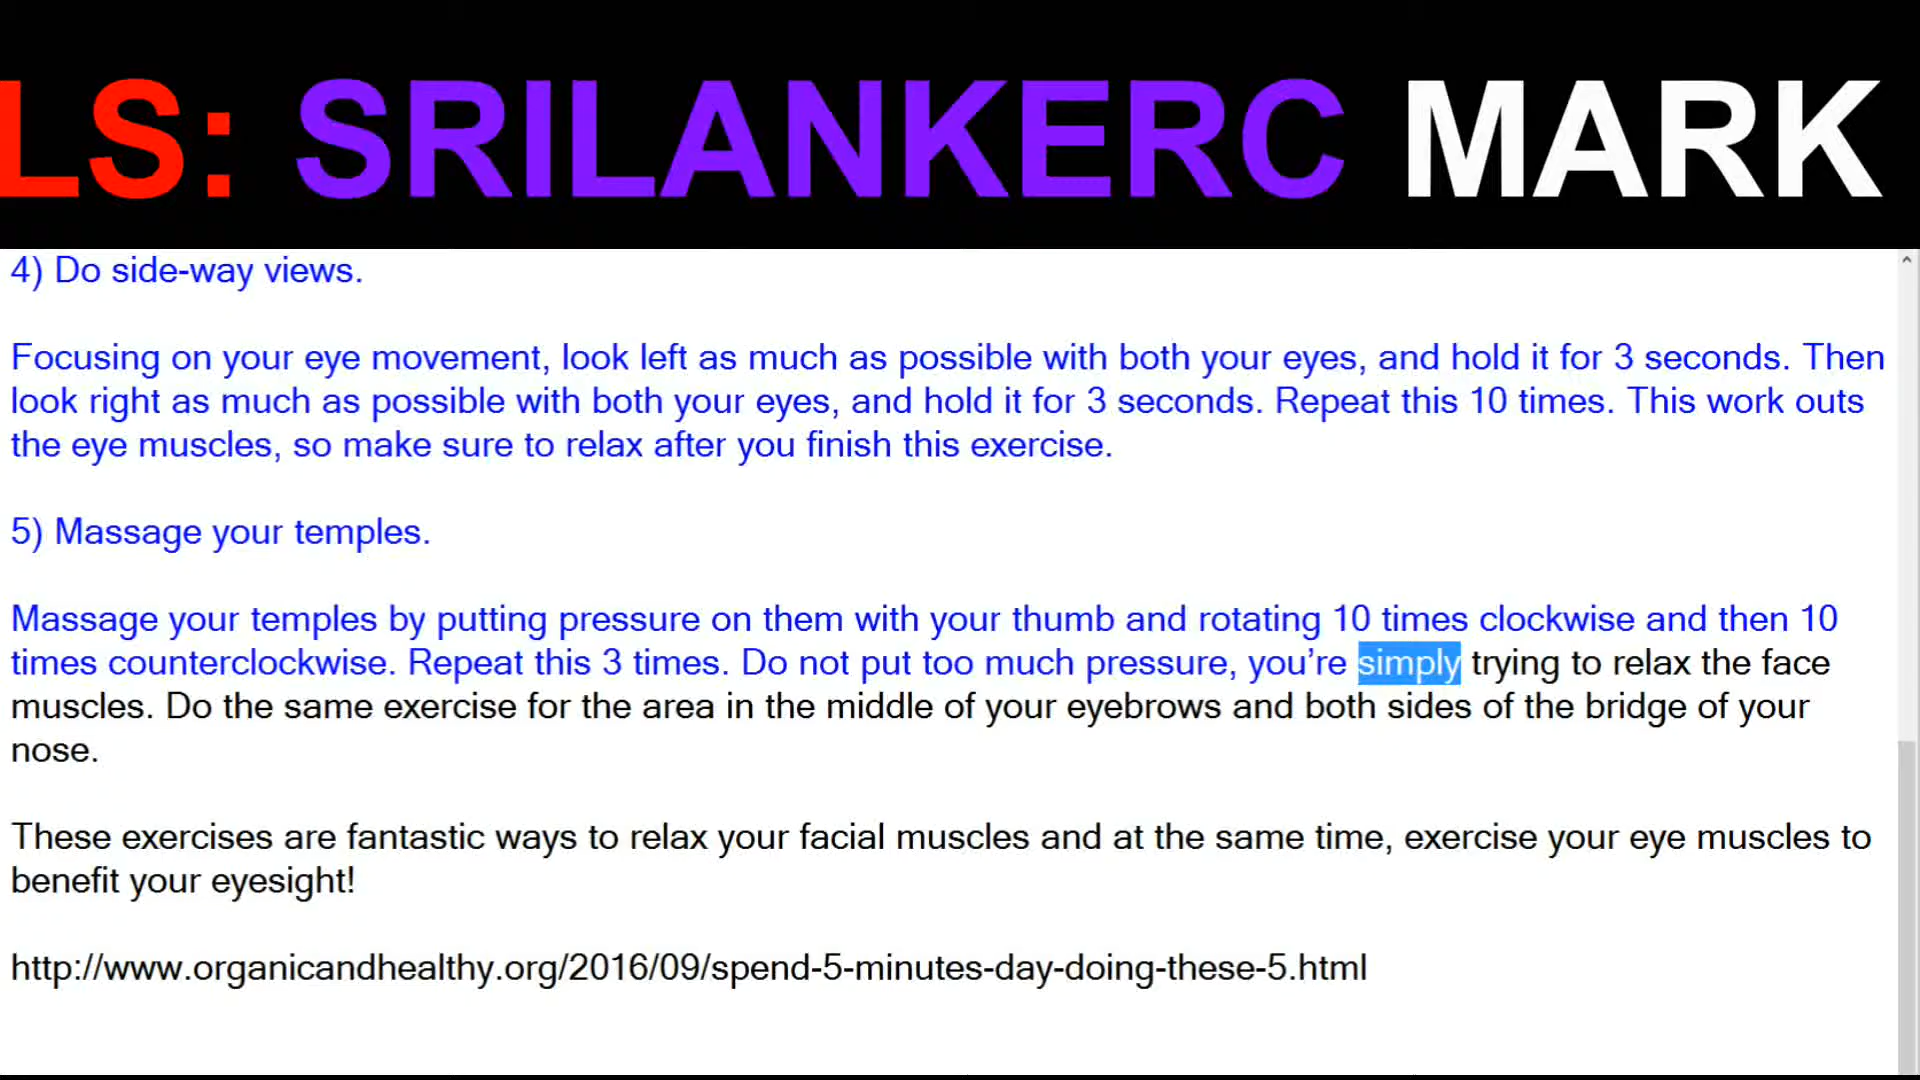 LS: SRILANKERC MARK
4) Do side-way views.
Focusing on your eye movement, look left as much as possible with both your eyes, and hold it for 3 seconds. Then
look right as much as possible with both your eyes, and hold it for 3 seconds. Repeat this 10 times. This work outs
the eye muscles, so make sure to relax after you finish this exercise.
5) Massage your temples.
Massage your temples by putting pressure on them with your thumb and rotating 10 times clockwise and then 10
times counterclockwise. Repeat this 3 times. Do not put too much pressure, you’re simply trying to relax the face
muscles. Do the same exercise for the area in the middle of your eyebrows and both sides of the bridge of your
nose.
These exercises are fantastic ways to relax your facial muscles and at the same time, exercise your eye muscles to
benefit your eyesight!
http://www.organicandhealthy.org/2016/09/spend-5-minutes-day-doing-these-5.html